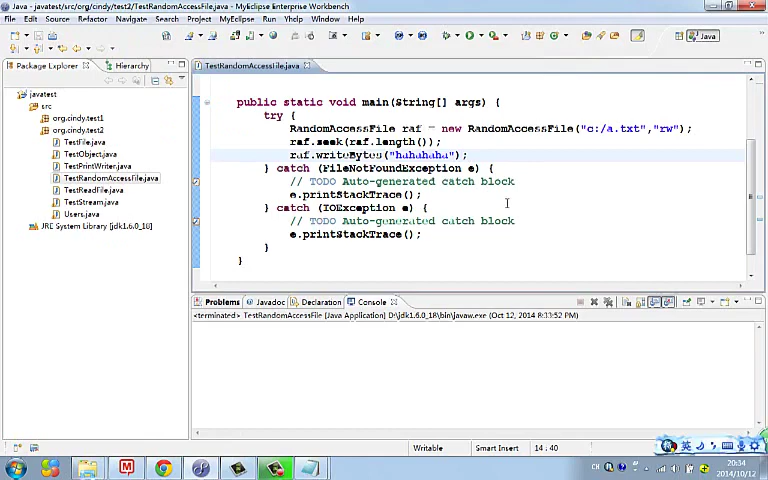 Java - javatest/src/org/cindy/test2/TestRandomAccessFile.java - MyEclipse Enterprise Workbench
File Edit Source Refactor Navigate Search Project MyEclipse Run Help Window Help
Java
Package Explorer Hierarchy
javatest
src
org.cindy.test1
org.cindy.test2
TestFile.java
TestObject.java
TestPrintWriter.java
TestRandomAccessFile.java
TestReadFile.java
TestStream.java
Users.java
JRE System Library [jdk1.6.0_18]
TestRandomAccessFile.java
public static void main(String[] args) {
try {
RandomAccessFile raf = new RandomAccessFile("c:/a.txt","rw");
raf.seek(raf.length());
raf.writeBytes("hahahaha");
} catch (FileNotFoundException e) {
// TODO Auto-generated catch block
e.printStackTrace();
} catch (IOException e) {
// TODO Auto-generated catch block
e.printStackTrace();
}
}
Problems Javadoc Declaration Console
<terminated> TestRandomAccessFile [Java Application] D:\jdk1.6.0_18\bin\javaw.exe (Oct 12, 2014 8:33:52 PM)
Writable Smart Insert 14 : 40
英
CH 20:34
2014/10/12